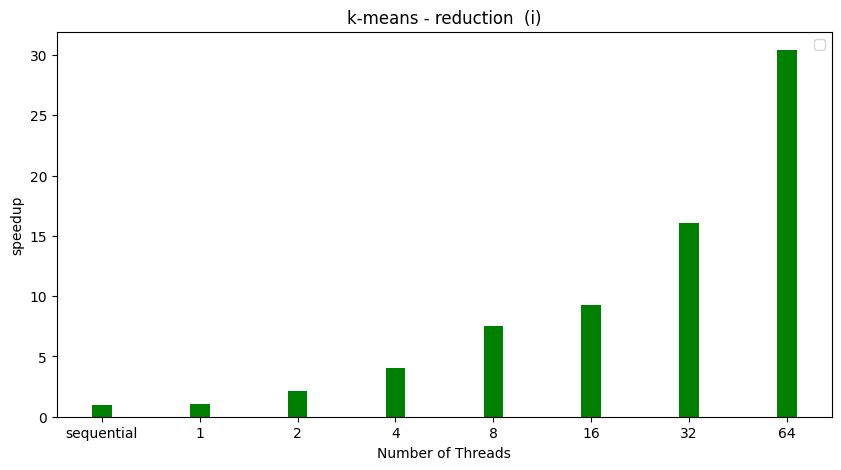 k-means - reduction  (i)
speedup
30
25
20
15
10
5
0
sequential 1 2 4 8 16 32 64
Number of Threads